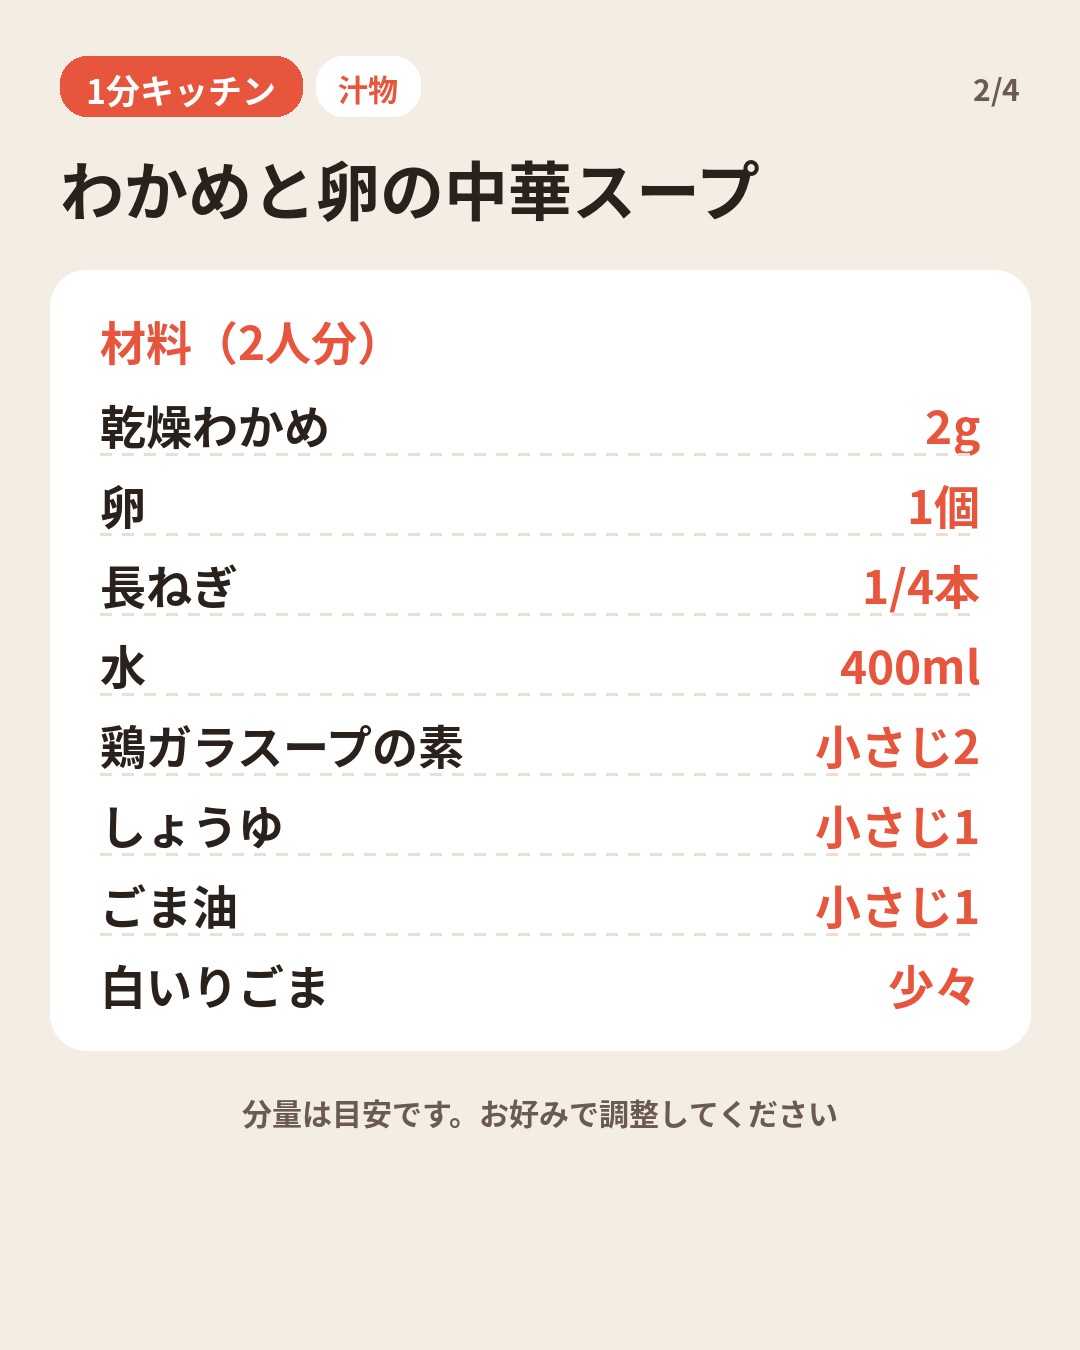 1分キッチン 汁物 2/4
わかめと卵の中華スープ
材料（2人分）
乾燥わかめ 2g
卵 1個
長ねぎ 1/4本
水 400ml
鶏ガラスープの素 小さじ2
しょうゆ 小さじ1
ごま油 小さじ1
白いりごま 少々
分量は目安です。お好みで調整してください